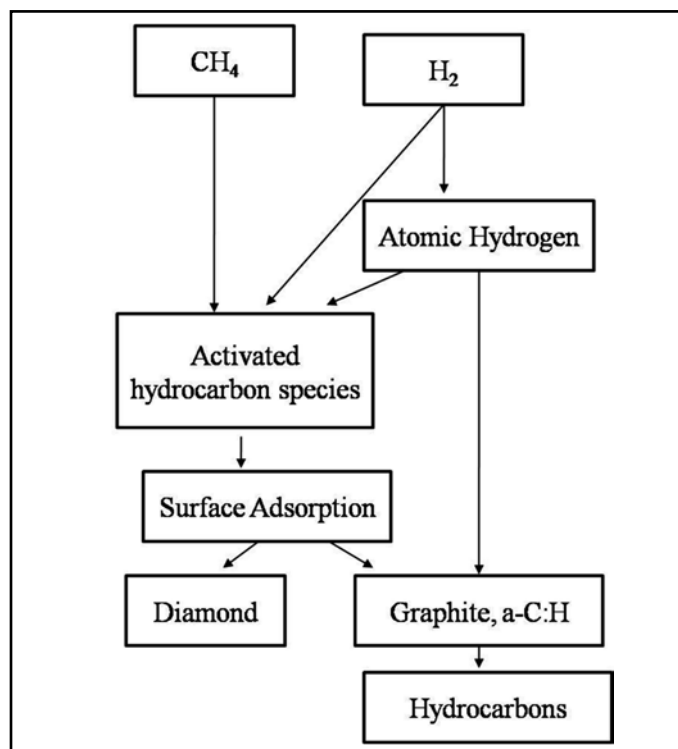 CH₄
H₂
Atomic Hydrogen
Activated
hydrocarbon species
Surface Adsorption
Diamond
Graphite, a-C:H
Hydrocarbons